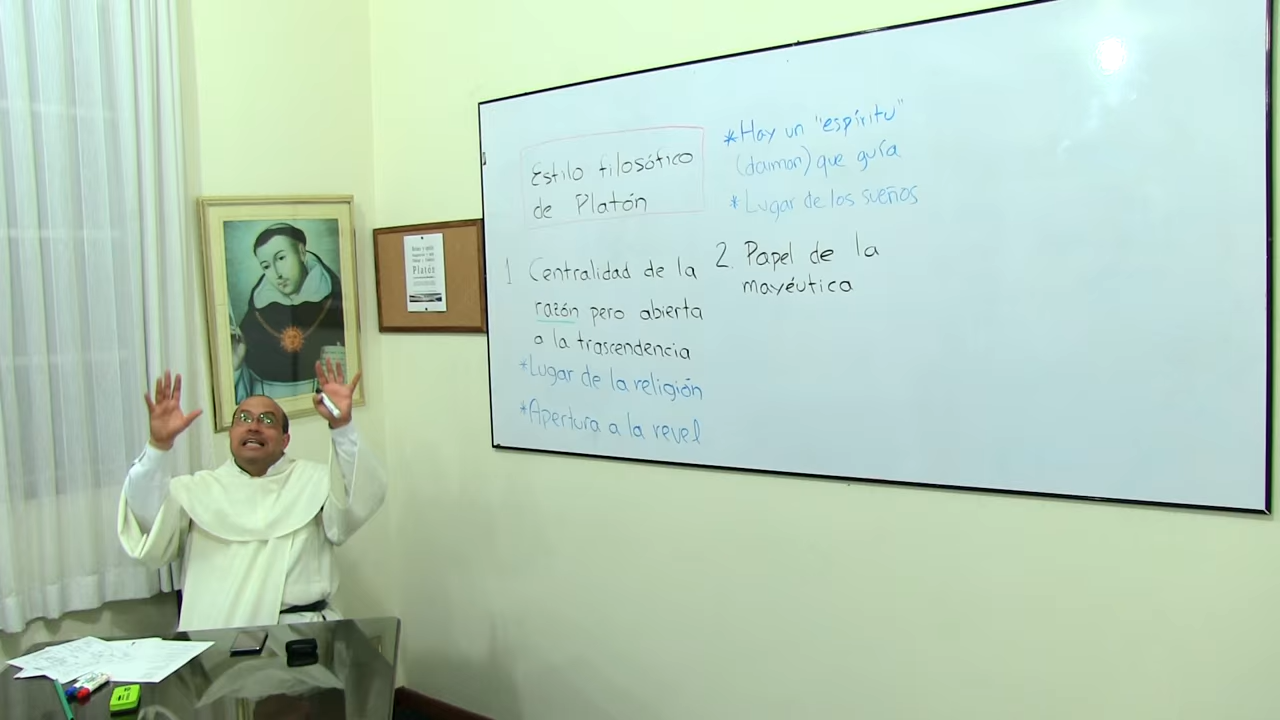 Estilo filosófico
de Platón
1 Centralidad de la
razón pero abierta
a la trascendencia
*Lugar de la religión
*Apertura a la revel
*Hay un "espíritu"
(daimon) que guía
*Lugar de los sueños
2. Papel de la
mayéutica
Platón